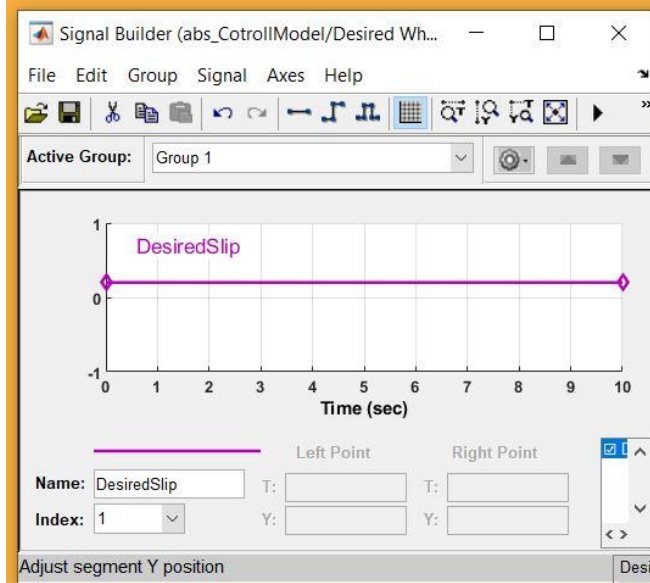 Signal Builder (abs_CotrollModel/Desired Wh...
File Edit Group Signal Axes Help
Active Group: Group 1
DesiredSlip
1
0
-1
0 1 2 3 4 5 6 7 8 9 10
Time (sec)
Left Point Right Point
Name: DesiredSlip T: T:
Index: 1 Y: Y:
Adjust segment Y position Desi